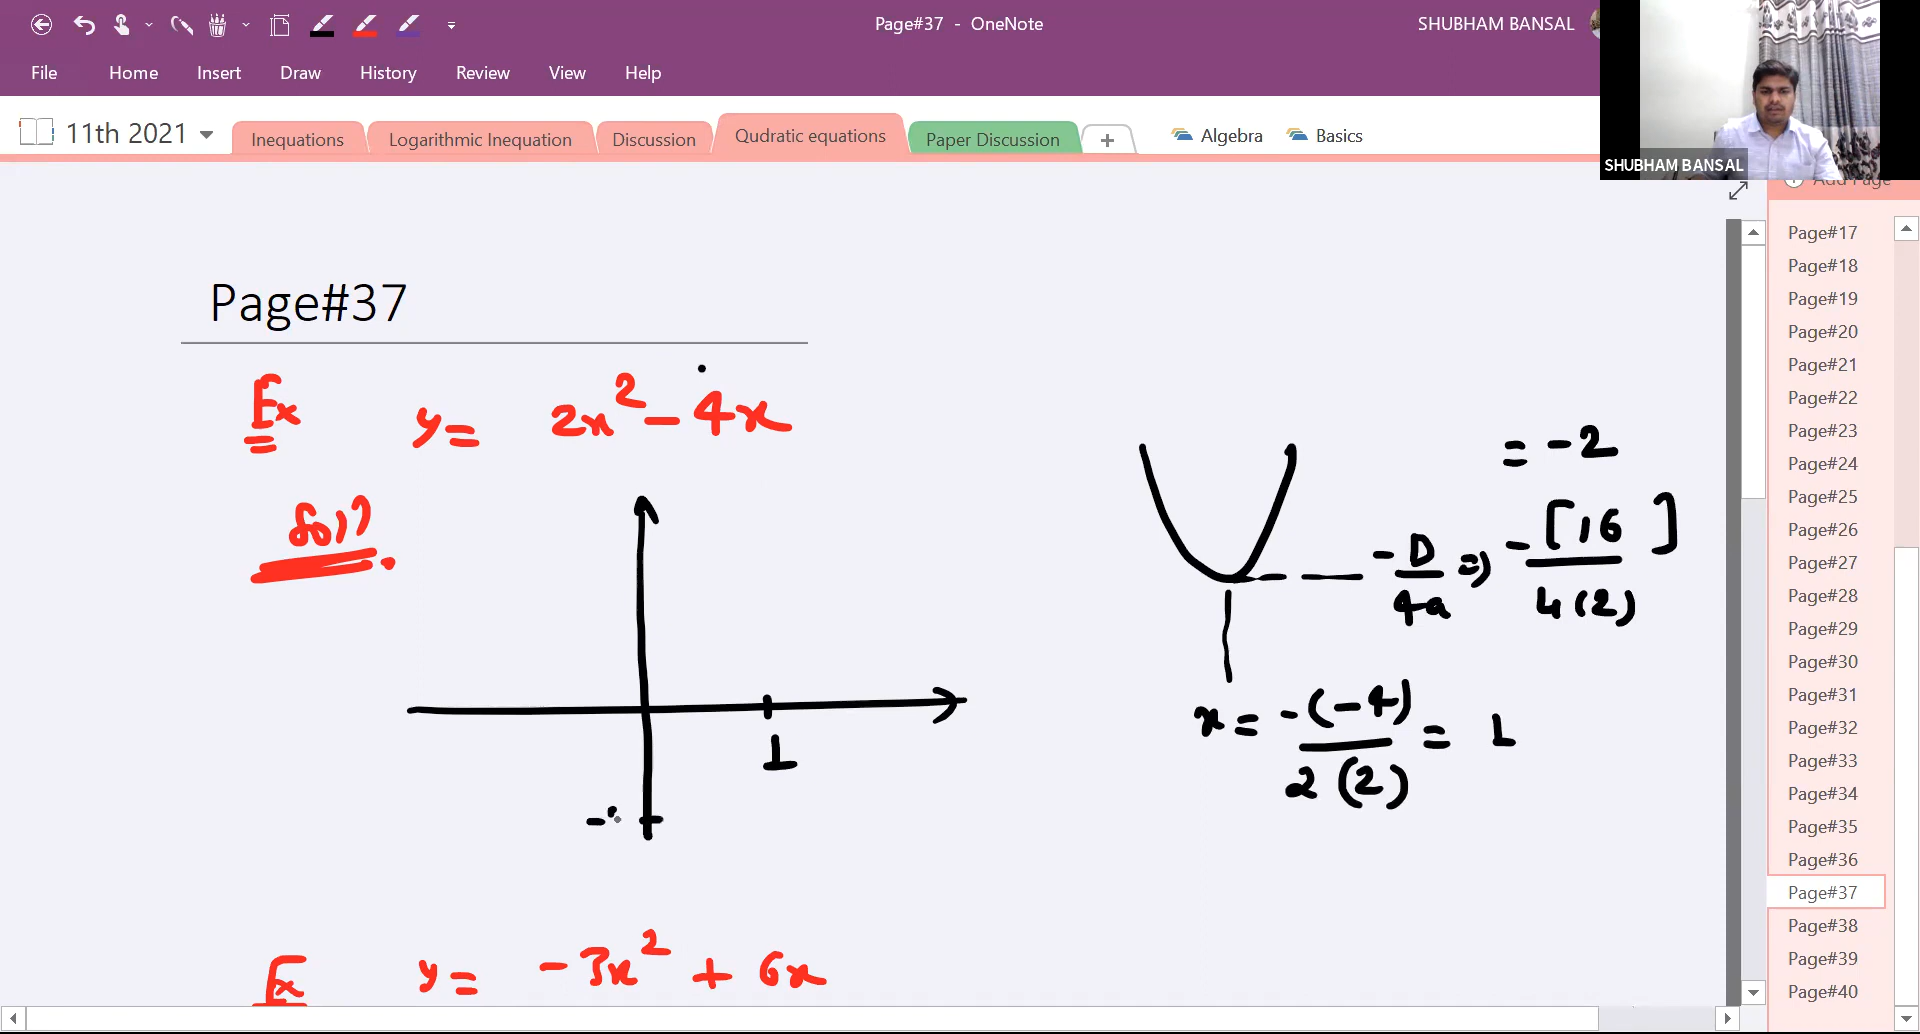 Page#37 - OneNote
SHUBHAM BANSAL
File Home Insert Draw History Review View Help
11th 2021
Inequations Logarithmic Inequation Discussion Qudratic equations Paper Discussion + Algebra Basics
SHUBHAM BANSAL
Add Page
Page#17
Page#18
Page#19
Page#20
Page#21
Page#22
Page#23
Page#24
Page#25
Page#26
Page#27
Page#28
Page#29
Page#30
Page#31
Page#32
Page#33
Page#34
Page#35
Page#36
Page#37
Page#38
Page#39
Page#40
Page#37
Ex y = 2x² - 4x
Sol?
1
= -2
-D/4a => -[16]/4(2)
x = -(-4)/2(2) = 1
Ex y = -3x² + 6x